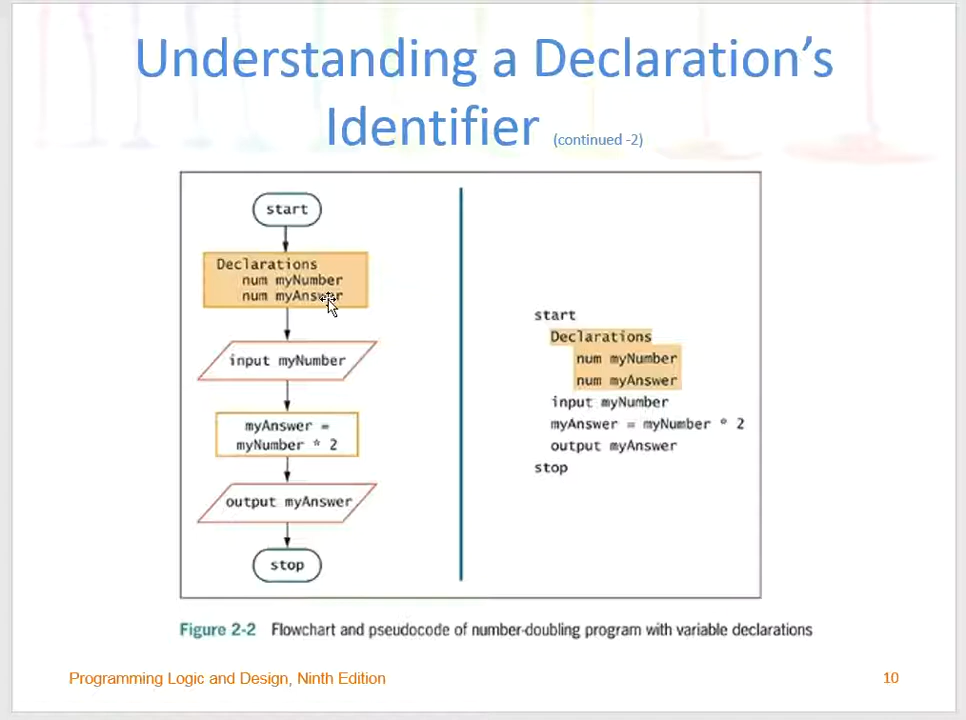 Understanding a Declaration's
Identifier (continued -2)
start
Declarations
num myNumber
num myAnswer
input myNumber
myAnswer =
myNumber * 2
output myAnswer
stop
start
Declarations
num myNumber
num myAnswer
input myNumber
myAnswer = myNumber * 2
output myAnswer
stop
Figure 2-2 Flowchart and pseudocode of number-doubling program with variable declarations
Programming Logic and Design, Ninth Edition
10